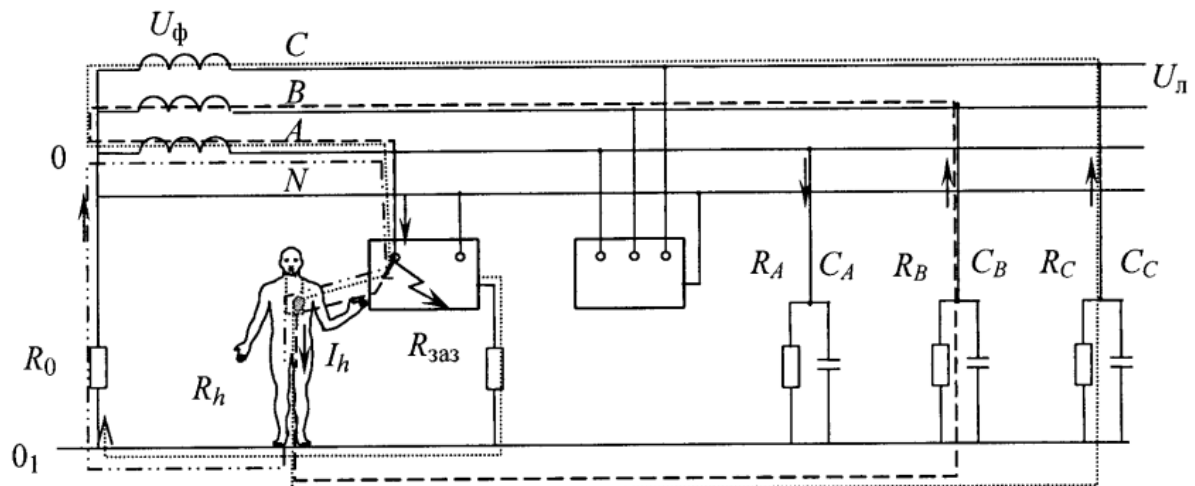 U_ф
C
U_л
B
A
0
N
R_A C_A R_B C_B R_C C_C
R_0 R_h I_h R_заз
0_1